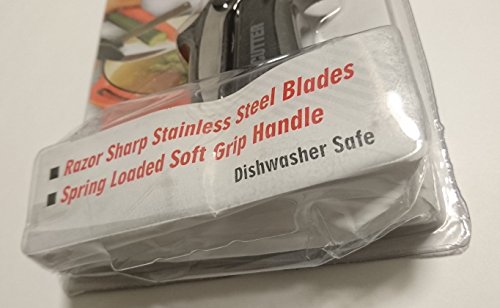 CUTTER
Razor Sharp Stainless Steel Blades
Spring Loaded Soft Grip Handle
Dishwasher Safe